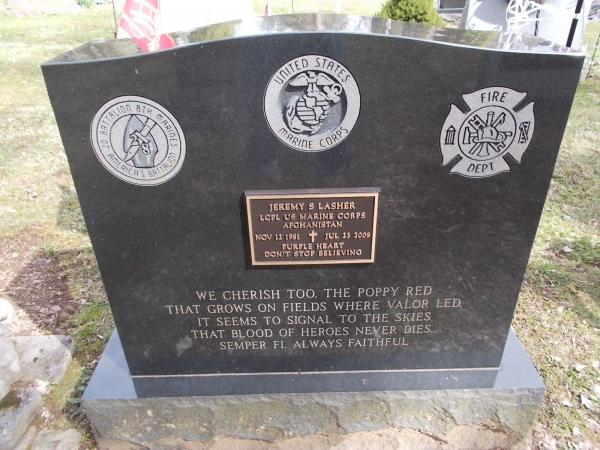 2D BATTALION 8TH MARINES
AMERICA'S BATTALION
UNITED STATES
MARINE CORPS
FIRE
DEPT
JEREMY S LASHER
LCPL US MARINE CORPS
AFGHANISTAN
NOV 12 1981 JUL 23 2009
PURPLE HEART
DON'T STOP BELIEVING
WE CHERISH TOO, THE POPPY RED
THAT GROWS ON FIELDS WHERE VALOR LED,
IT SEEMS TO SIGNAL TO THE SKIES
THAT BLOOD OF HEROES NEVER DIES...
SEMPER FI, ALWAYS FAITHFUL